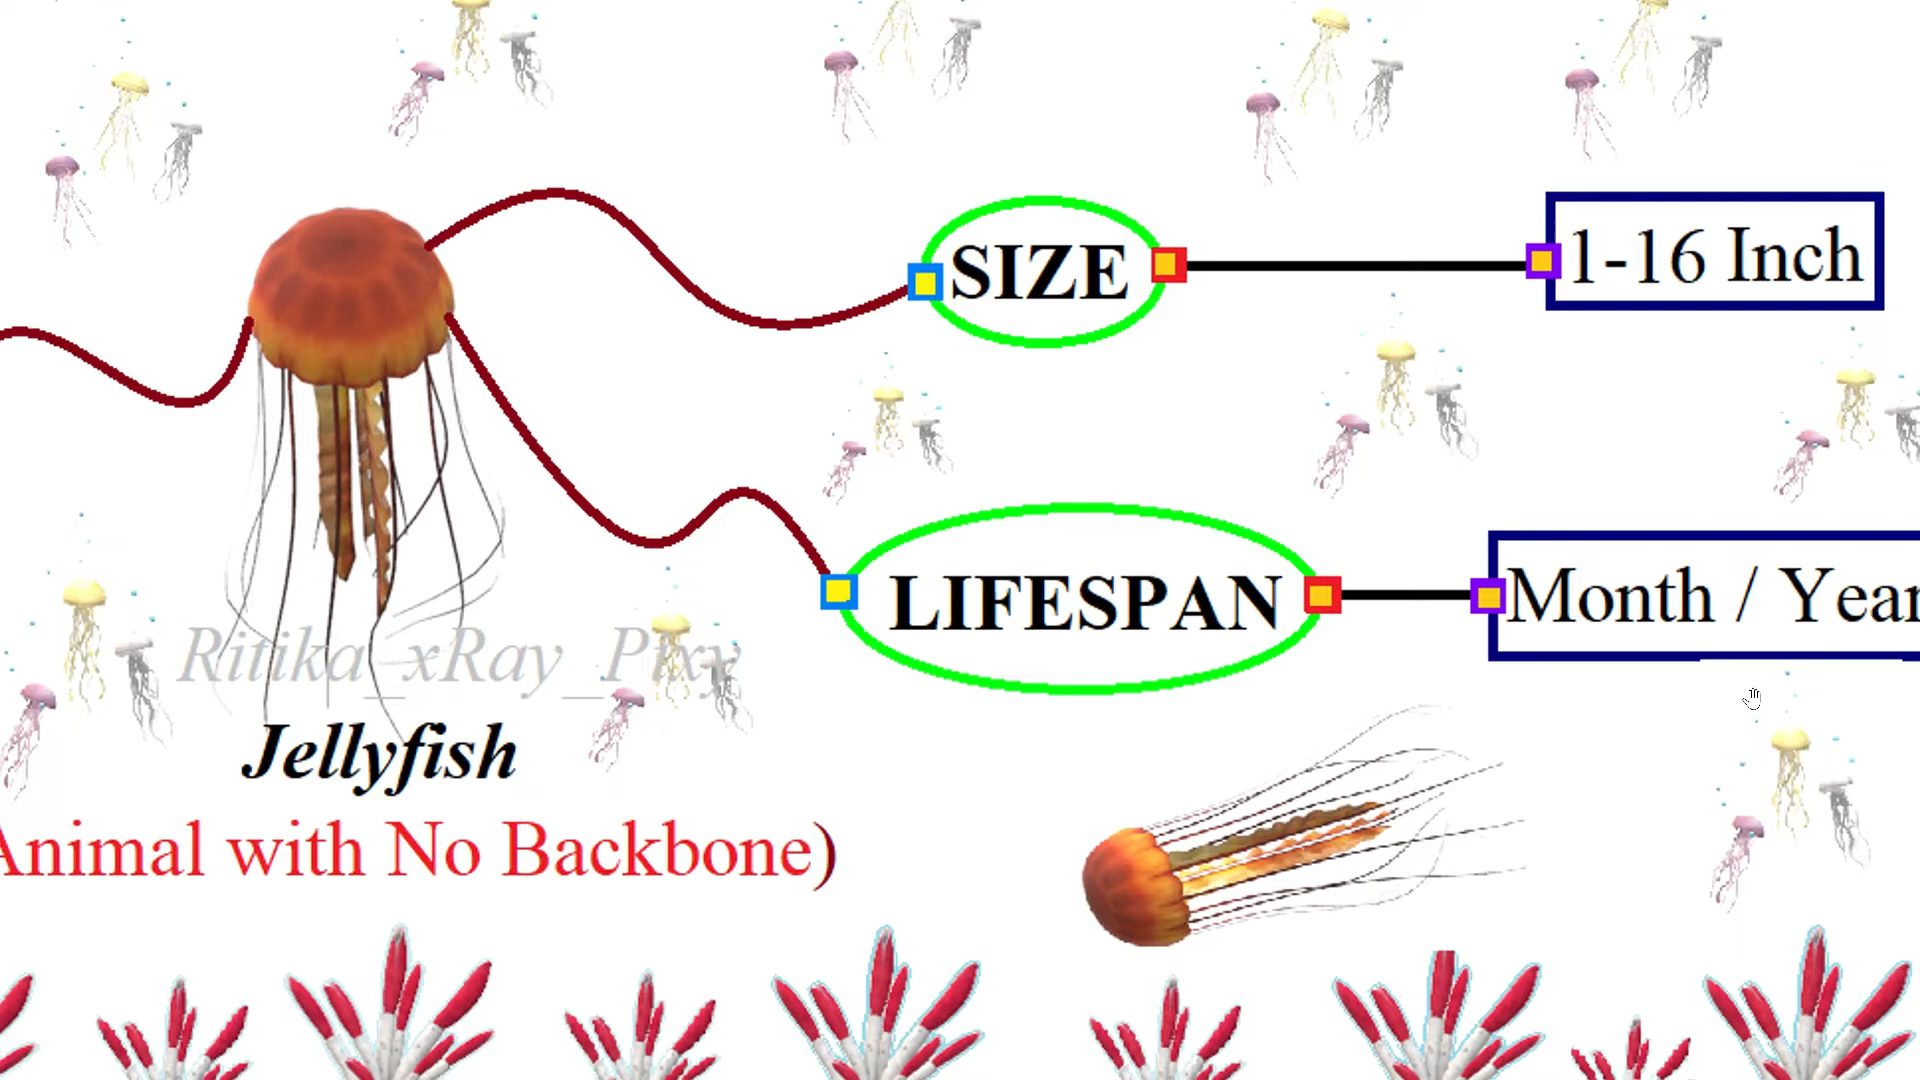 SIZE
1-16 Inch
LIFESPAN
Month / Year
Ritika_xRay_Pixy
Jellyfish
Animal with No Backbone)